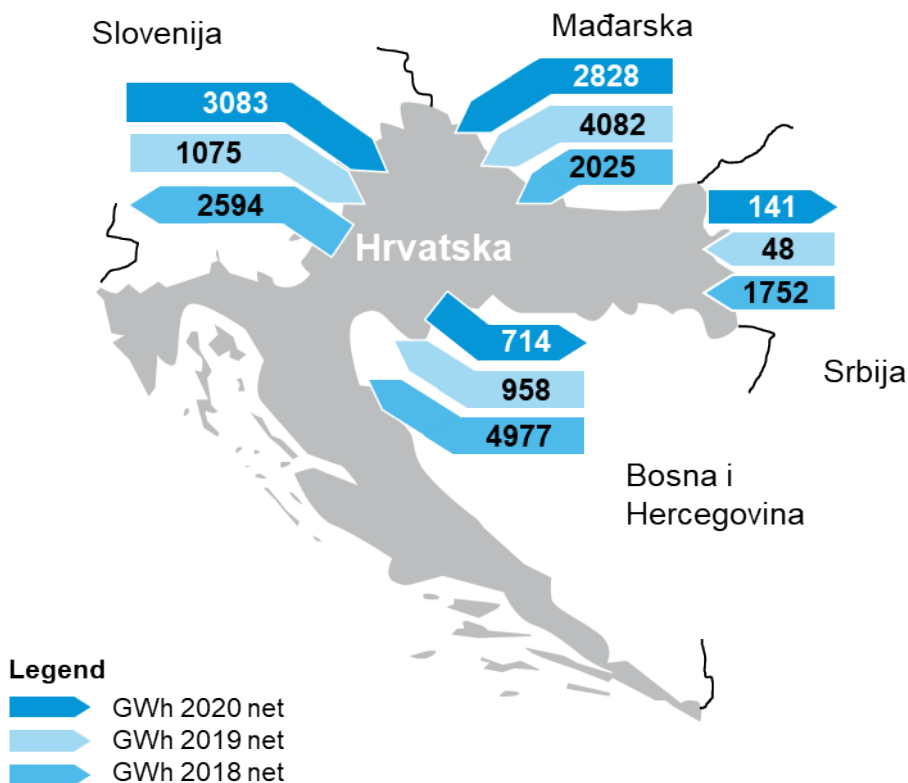 Slovenija
Mađarska
3083
2828
1075
4082
2594
2025
141
Hrvatska
48
1752
714
958
4977
Srbija
Bosna i
Hercegovina
Legend
GWh 2020 net
GWh 2019 net
GWh 2018 net